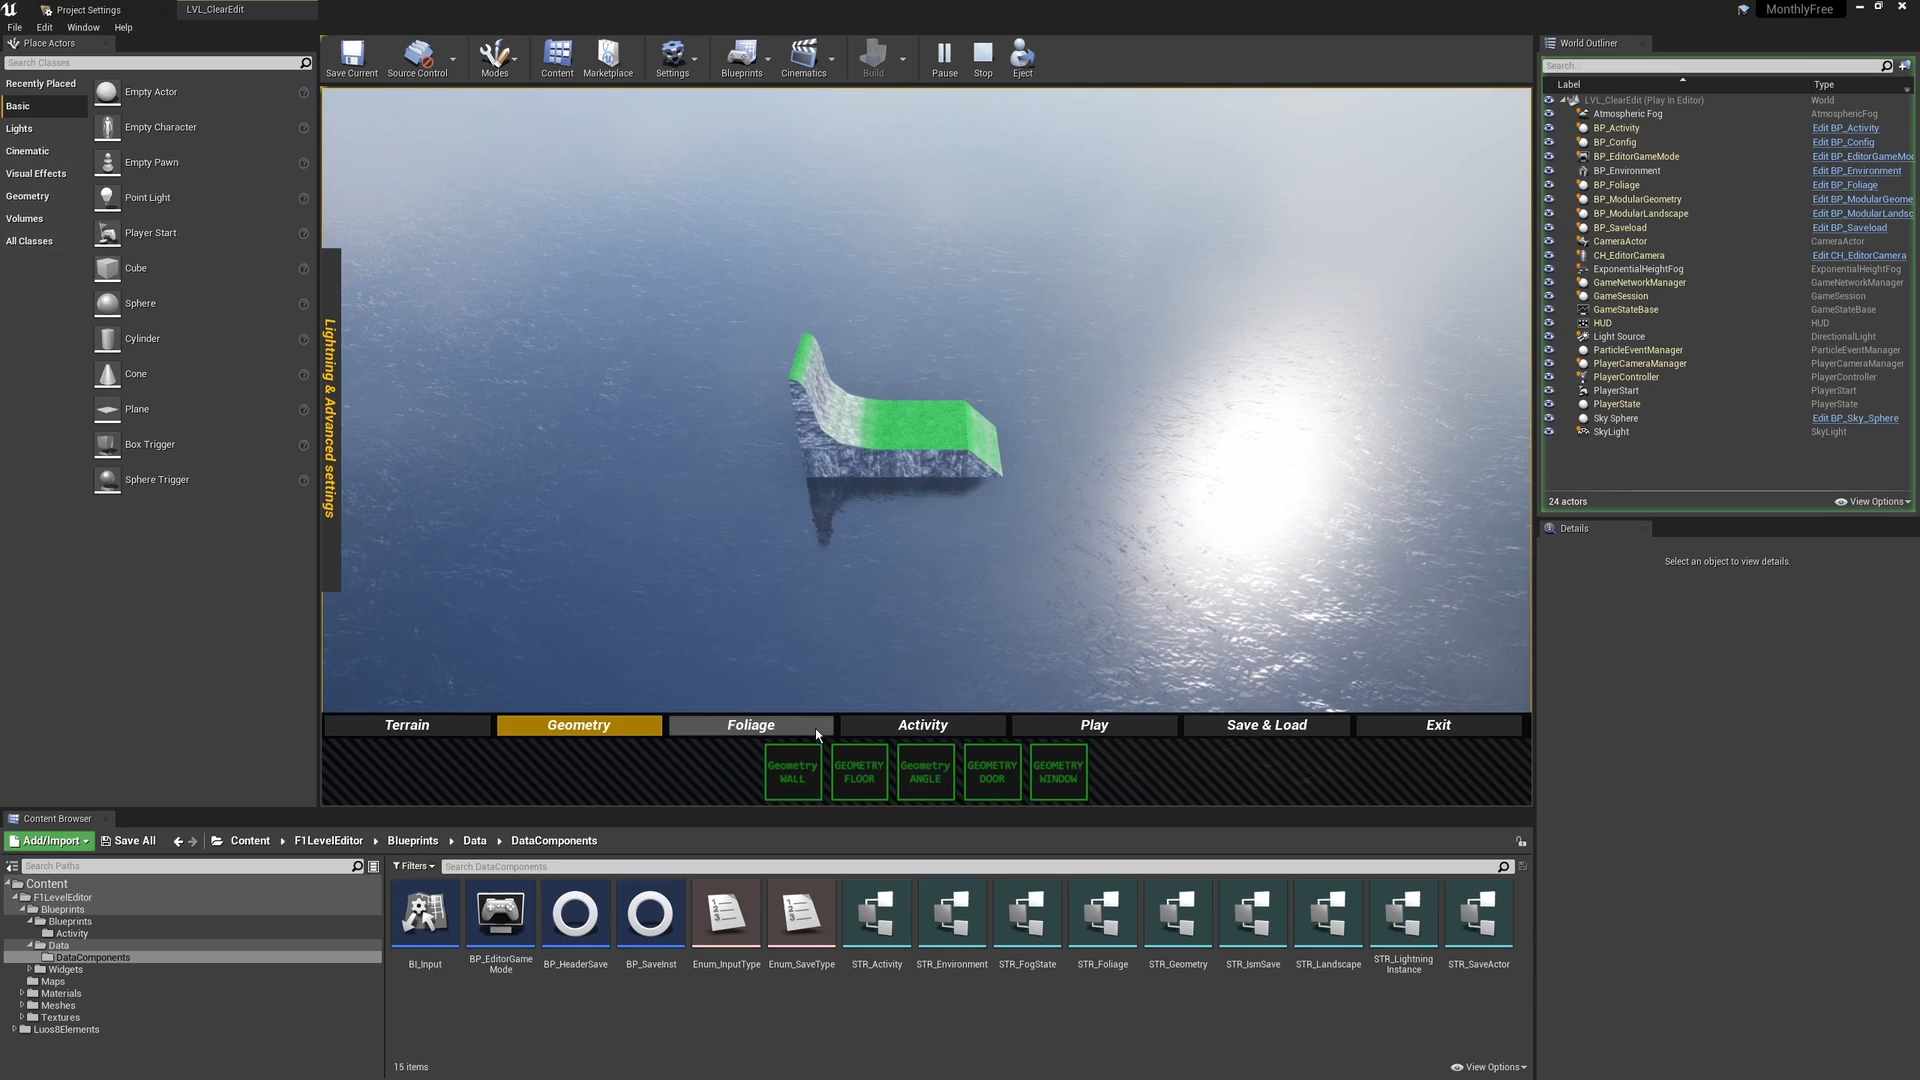 Project Settings
LVL_ClearEdit
MonthlyFree
File Edit Window Help
Place Actors
Search Classes
Recently Placed
Basic
Lights
Cinematic
Visual Effects
Geometry
Volumes
All Classes
Empty Actor
Empty Character
Empty Pawn
Point Light
Player Start
Cube
Sphere
Cylinder
Cone
Plane
Box Trigger
Sphere Trigger
Save Current
Source Control
Modes
Content
Marketplace
Settings
Blueprints
Cinematics
Build
Pause
Stop
Eject
Lightning & Advanced settings
Terrain
Geometry
Foliage
Activity
Play
Save & Load
Exit
Geometry
WALL
GEOMETRY
FLOOR
Geometry
ANGLE
GEOMETRY
DOOR
GEOMETRY
WINDOW
World Outliner
Search...
Label Type
LVL_ClearEdit (Play In Editor) World
Atmospheric Fog AtmosphericFog
BP_Activity Edit BP_Activity
BP_Config Edit BP_Config
BP_EditorGameMode Edit BP_EditorGameMoc
BP_Environment Edit BP_Environment
BP_Foliage Edit BP_Foliage
BP_ModularGeometry Edit BP_ModularGeome
BP_ModularLandscape Edit BP_ModularLandsc
BP_Saveload Edit BP_Saveload
CameraActor CameraActor
CH_EditorCamera Edit CH_EditorCamera
ExponentialHeightFog ExponentialHeightFog
GameNetworkManager GameNetworkManager
GameSession GameSession
GameStateBase GameStateBase
HUD HUD
Light Source DirectionalLight
ParticleEventManager ParticleEventManager
PlayerCameraManager PlayerCameraManager
PlayerController PlayerController
PlayerStart PlayerStart
PlayerState PlayerState
Sky Sphere Edit BP_Sky_Sphere
SkyLight SkyLight
24 actors
View Options
Details
Select an object to view details.
Content Browser
Add/Import Save All Content F1LevelEditor Blueprints Data DataComponents
Search Paths
Filters
Search DataComponents
Content
F1LevelEditor
Blueprints
Blueprints
Activity
Data
DataComponents
Widgets
Maps
Materials
Meshes
Textures
Luos8Elements
BI_Input
BP_EditorGame
Mode
BP_HeaderSave
BP_SaveInst
Enum_InputType
Enum_SaveType
STR_Activity
STR_Environment
STR_FogState
STR_Foliage
STR_Geometry
STR_IsmSave
STR_Landscape
STR_Lightning
Instance
STR_SaveActor
15 items
View Options